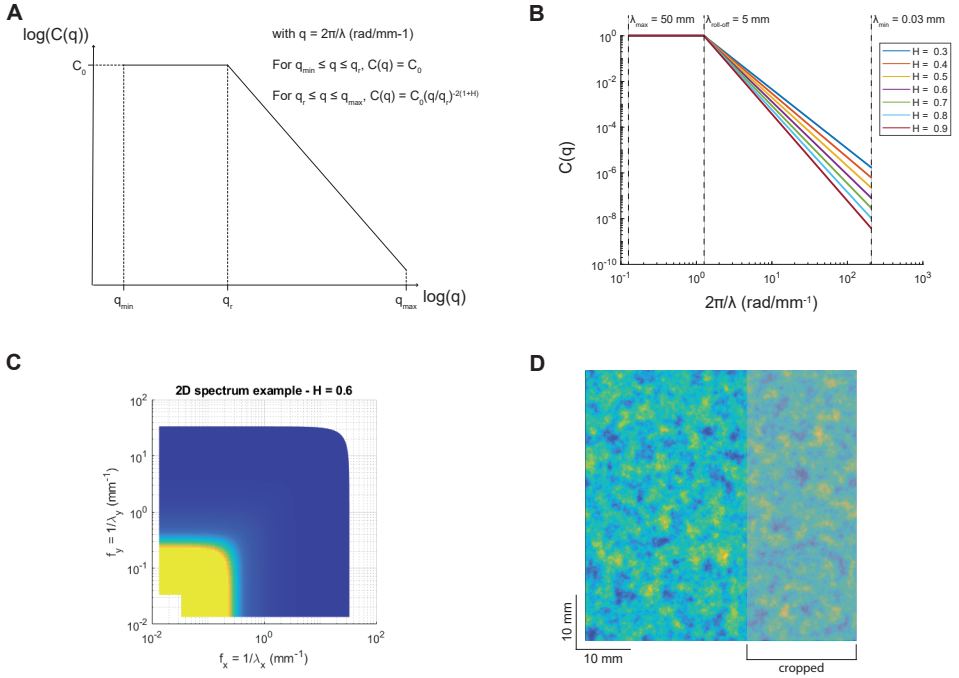 A
log(C(q))
with q = 2π/λ (rad/mm-1)
C0
For qmin ≤ q ≤ qr, C(q) = C0
For qr ≤ q ≤ qmax, C(q) = C0(q/qr)-2(1+H)
qmin
qr
qmax
log(q)
B
λmax = 50 mm
λroll-off = 5 mm
λmin = 0.03 mm
H = 0.3
H = 0.4
H = 0.5
H = 0.6
H = 0.7
H = 0.8
H = 0.9
C(q)
10^0
10^-2
10^-4
10^-6
10^-8
10^-10
10^-1
10^0
10^1
10^2
10^3
2π/λ (rad/mm-1)
C
2D spectrum example - H = 0.6
fy = 1/λy (mm-1)
10^2
10^1
10^0
10^-1
10^-2
10^-2
10^0
10^2
fx = 1/λx (mm-1)
D
10 mm
10 mm
cropped